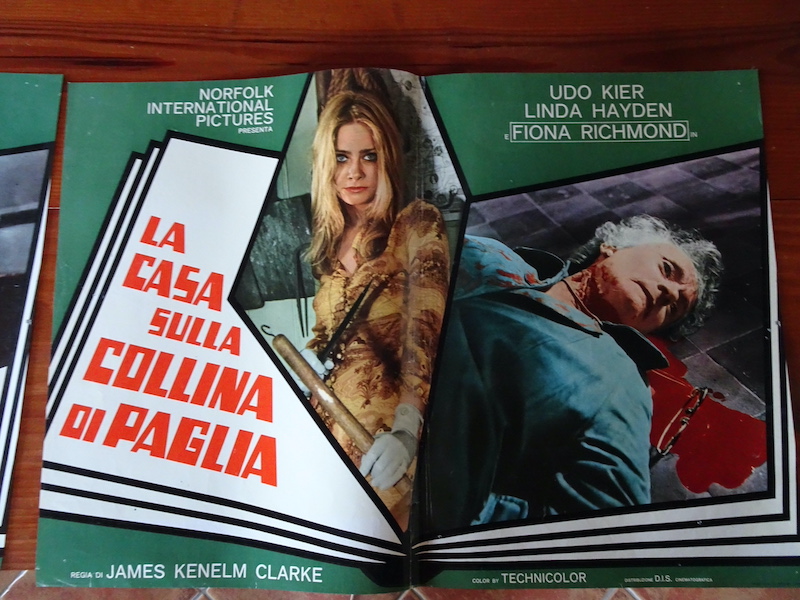 NORFOLK
INTERNATIONAL
PICTURES
PRESENTA
UDO KIER
LINDA HAYDEN
E FIONA RICHMOND IN
LA
CASA
SULLA
COLLINA
DI PAGLIA
REGIA DI JAMES KENELM CLARKE
COLOR BY TECHNICOLOR
DISTRIBUZIONE D.I.S. CINEMATOGRAFICA